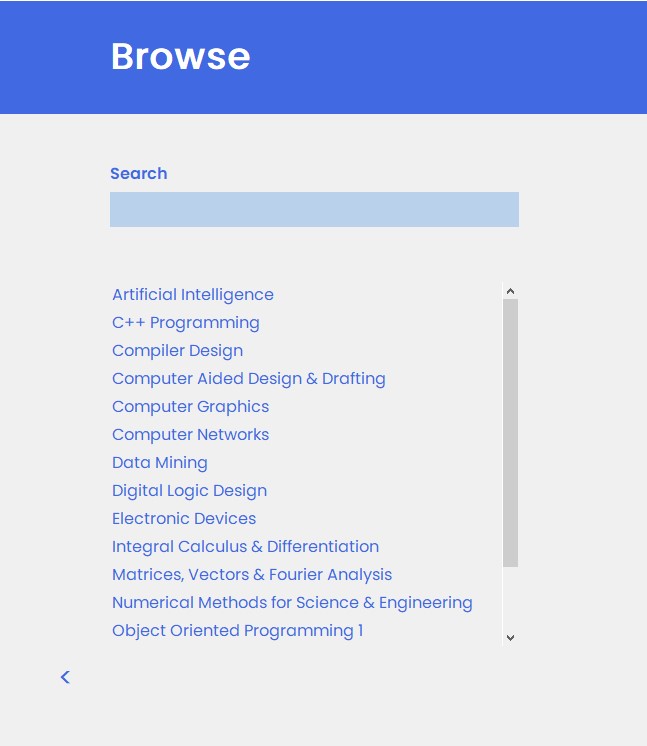 Browse
Search
Artificial Intelligence
C++ Programming
Compiler Design
Computer Aided Design & Drafting
Computer Graphics
Computer Networks
Data Mining
Digital Logic Design
Electronic Devices
Integral Calculus & Differentiation
Matrices, Vectors & Fourier Analysis
Numerical Methods for Science & Engineering
Object Oriented Programming 1
<